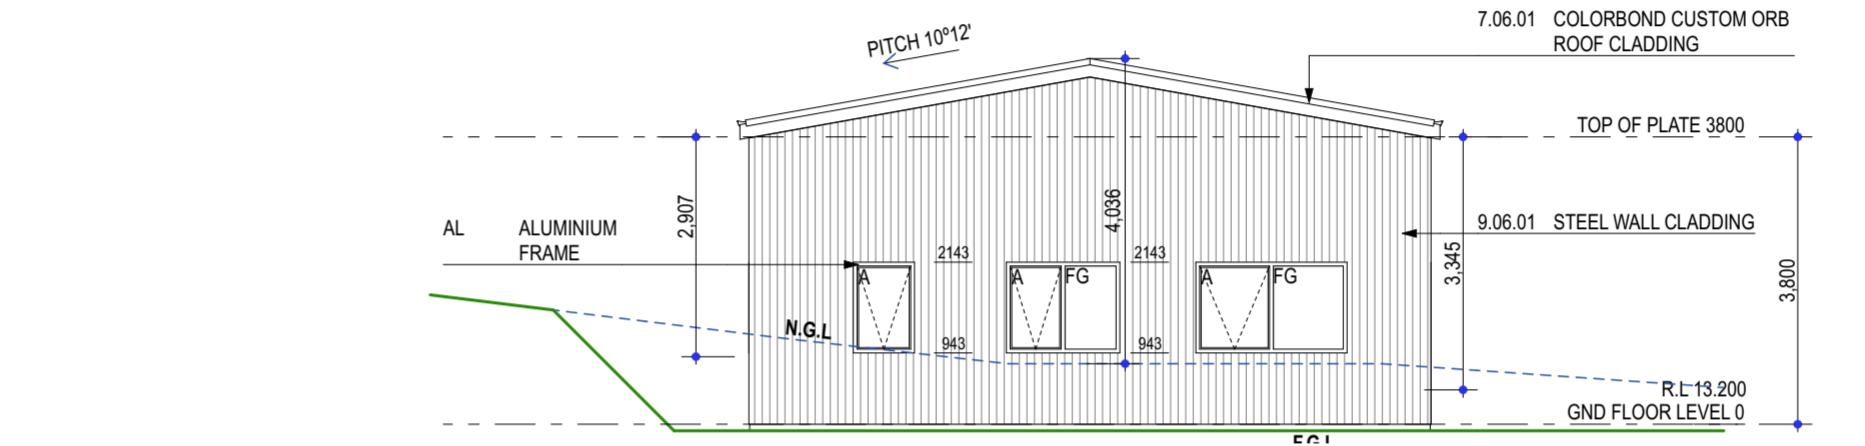 7.06.01 COLORBOND CUSTOM ORB
ROOF CLADDING
PITCH 10º12'
TOP OF PLATE 3800
2,907
4,036
AL ALUMINIUM
FRAME
9.06.01 STEEL WALL CLADDING
3,345
3,800
2143
2143
A
A FG
A FG
N.G.L
943
943
R.L 13.200
GND FLOOR LEVEL 0
F.G.L